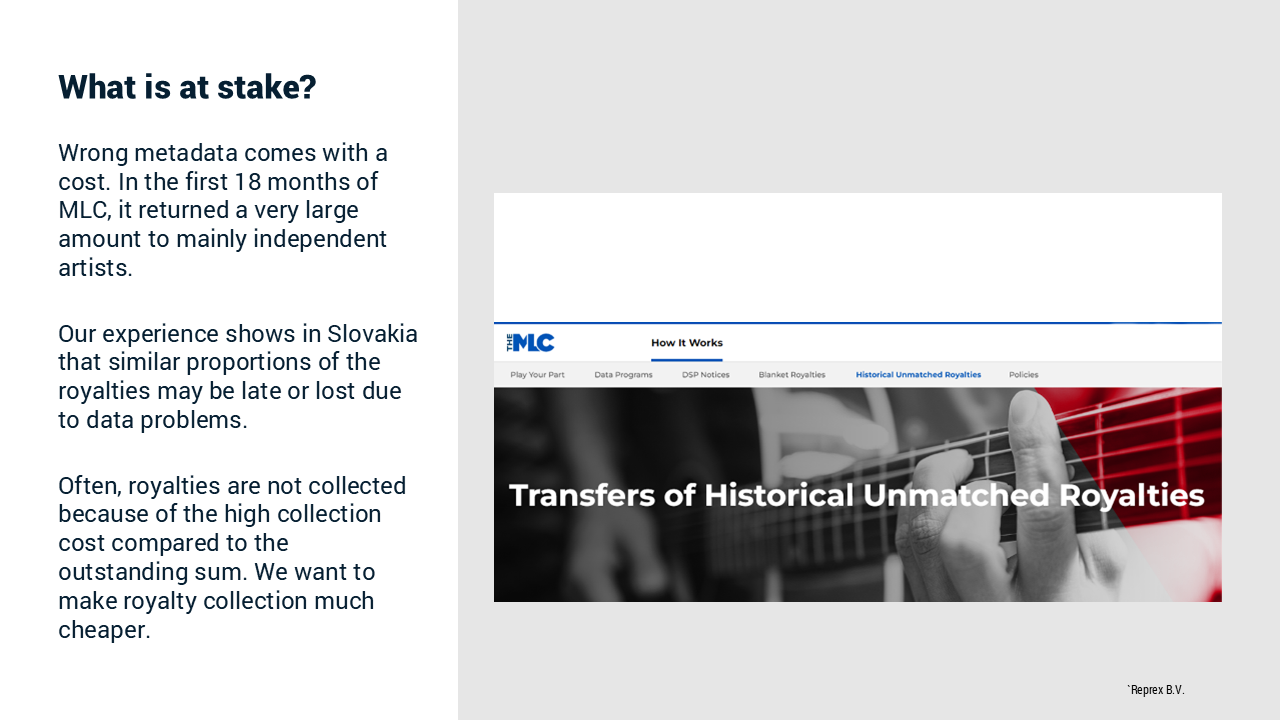 What is at stake?
Wrong metadata comes with a
cost. In the first 18 months of
MLC, it returned a very large
amount to mainly independent
artists.
Our experience shows in Slovakia
that similar proportions of the
royalties may be late or lost due
to data problems.
Often, royalties are not collected
because of the high collection
cost compared to the
outstanding sum. We want to
make royalty collection much
cheaper.
THE MLC
How It Works
Play Your Part Data Programs DSP Notices Blanket Royalties Historical Unmatched Royalties Policies
Transfers of Historical Unmatched Royalties
`Reprex B.V.